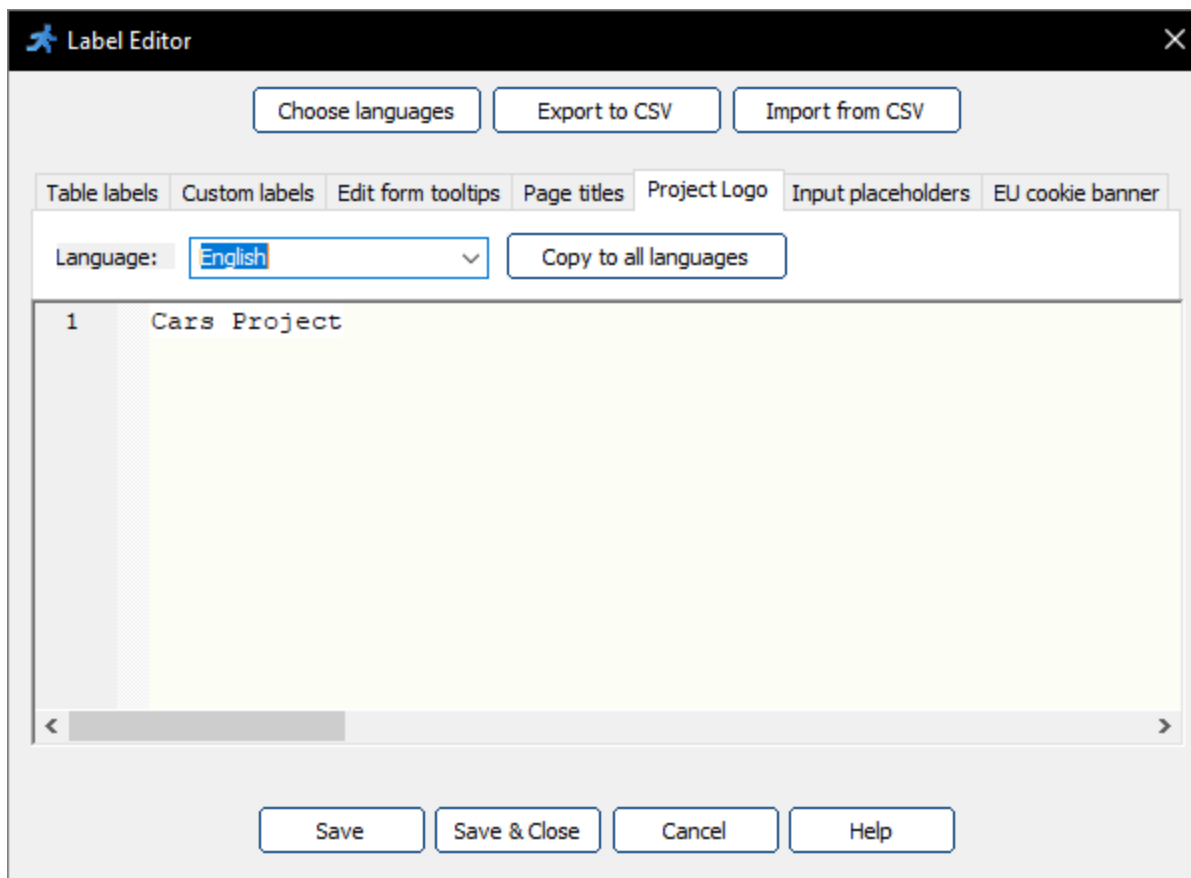 Label Editor
Choose languages Export to CSV Import from CSV
Table labels Custom labels Edit form tooltips Page titles Project Logo Input placeholders EU cookie banner
Language: English Copy to all languages
1 Cars Project
Save Save & Close Cancel Help